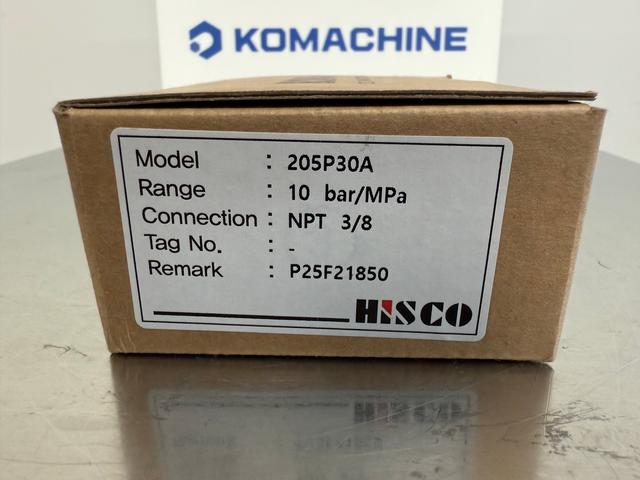 KOMACHINE
Model : 205P30A
Range : 10 bar/MPa
Connection : NPT 3/8
Tag No. : -
Remark : P25F21850
HISCO